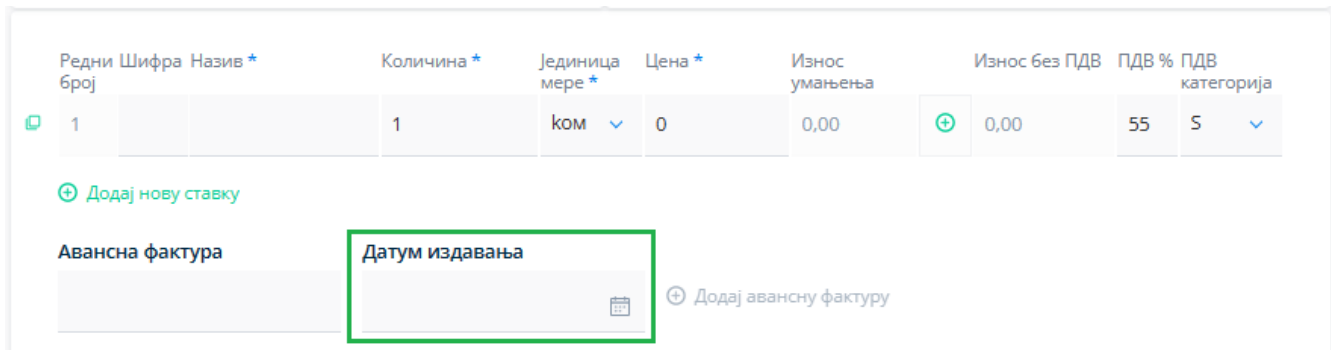 Редни број Шифра Назив * Количина * Јединица мере * Цена * Износ умањења Износ без ПДВ ПДВ % ПДВ категорија
1 1 ком 0 0,00 0,00 55 S
Додај нову ставку
Авансна фактура Датум издавања
Додај авансну фактуру